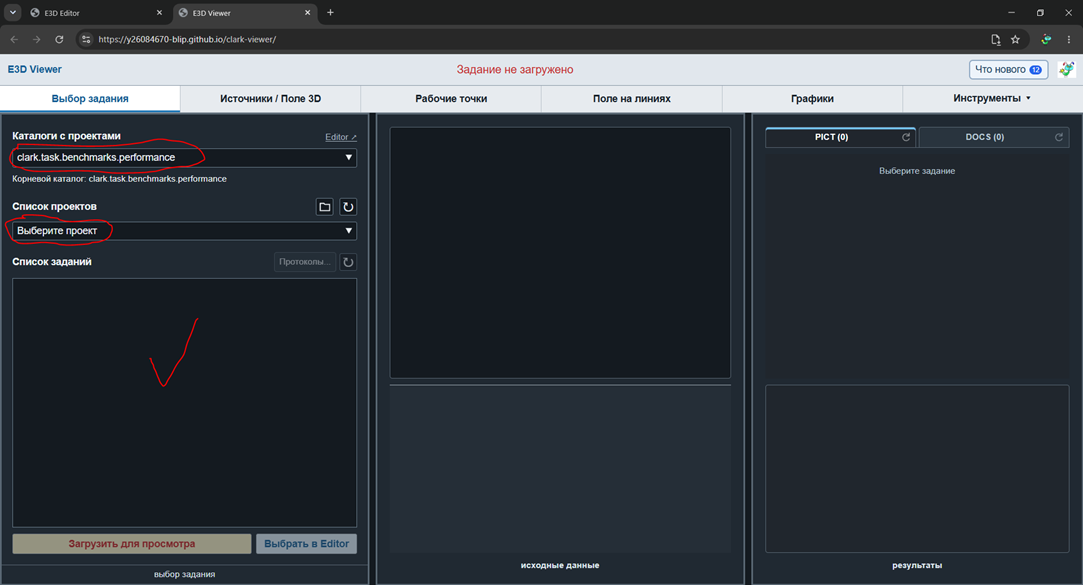 E3D Editor
E3D Viewer
https://y26084670-blip.github.io/clark-viewer/
E3D Viewer
Задание не загружено
Что нового 12
Выбор задания
Источники / Поле 3D
Рабочие точки
Поле на линиях
Графики
Инструменты
Каталоги с проектами
Editor
clark.task.benchmarks.performance
Корневой каталог: clark.task.benchmarks.performance
Список проектов
Выберите проект
Список заданий
Протоколы...
Загрузить для просмотра
Выбрать в Editor
выбор задания
исходные данные
PICT (0)
DOCS (0)
Выберите задание
результаты